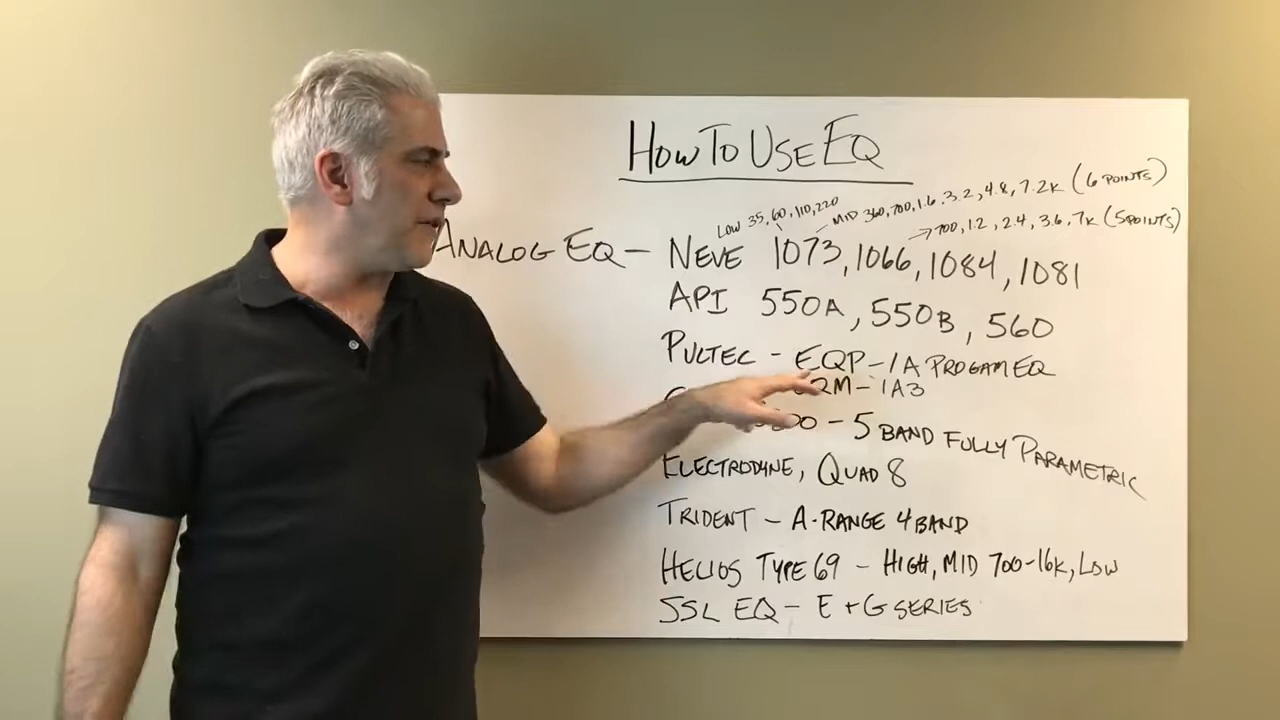 HOW TO USE EQ
LOW 35, 60, 110, 220
MID 360, 700, 1.6, 3.2, 4.8, 7.2K (6 POINTS)
→ 700, 1.2, 2.4, 3.6, 7K (5 POINTS)
ANALOG EQ – NEVE 1073, 1066, 1084, 1081
API 550A, 550B, 560
PULTEC - EQP-1A PROGAM EQ
1A3
5 BAND FULLY PARAMETRIC
ELECTRODYNE, QUAD 8
TRIDENT – A-RANGE 4 BAND
HELIOS TYPE 69 – HIGH, MID 700-16K, LOW
SSL EQ – E + G SERIES